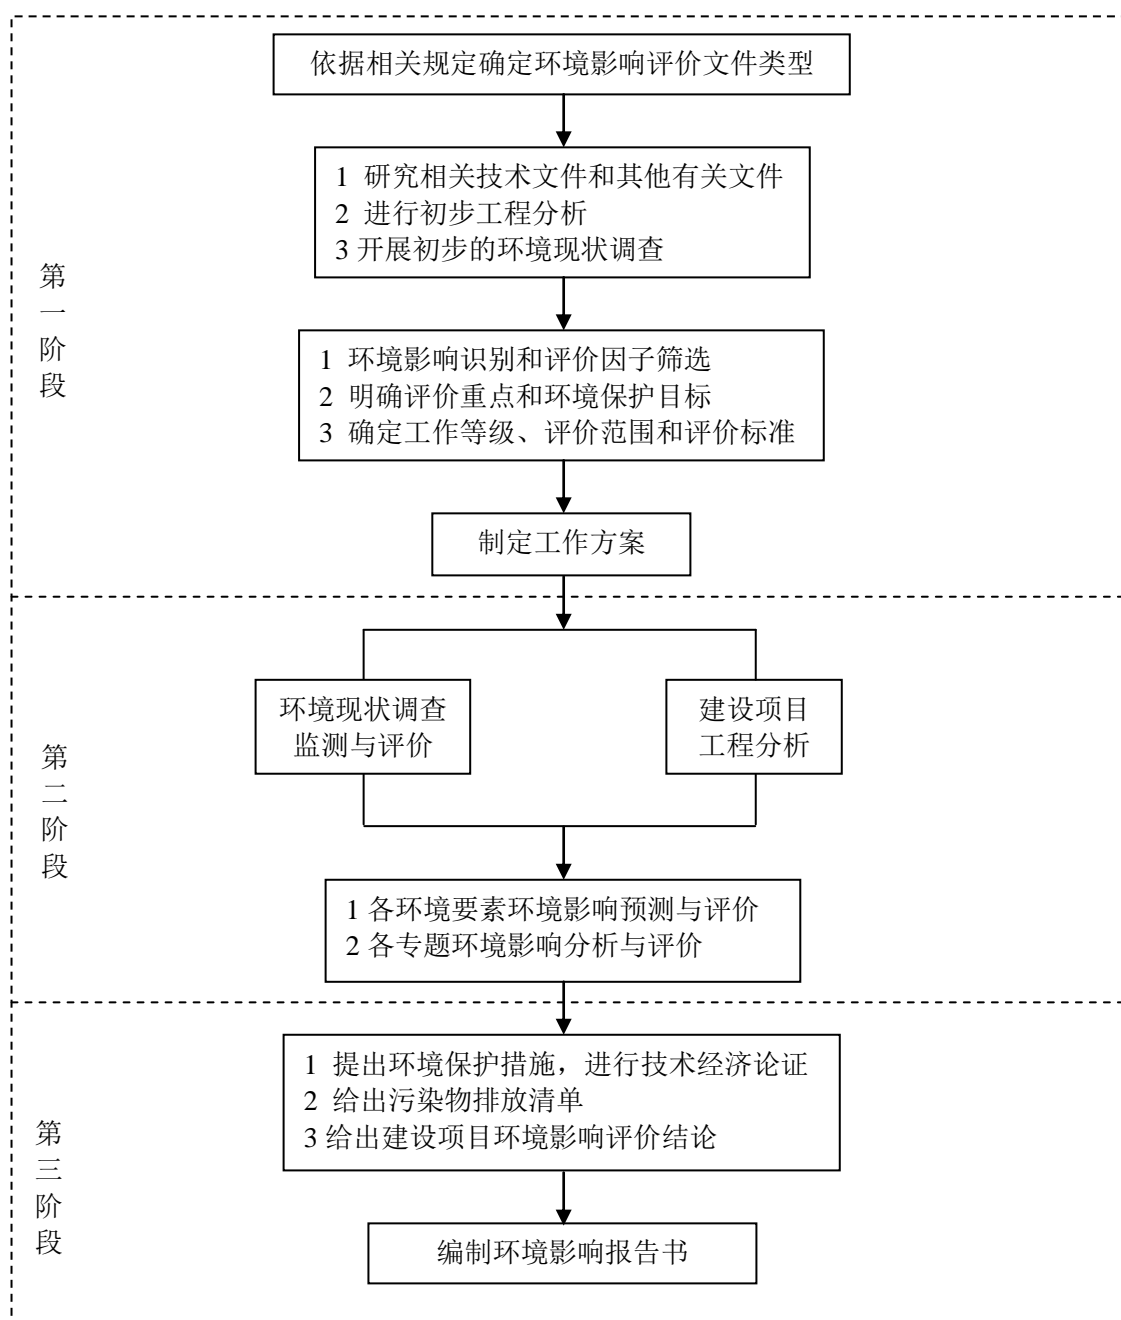 依据相关规定确定环境影响评价文件类型
1 研究相关技术文件和其他有关文件
2 进行初步工程分析
3 开展初步的环境现状调查
第一阶段
1 环境影响识别和评价因子筛选
2 明确评价重点和环境保护目标
3 确定工作等级、评价范围和评价标准
制定工作方案
第二阶段
环境现状调查
监测与评价
建设项目
工程分析
1 各环境要素环境影响预测与评价
2 各专题环境影响分析与评价
第三阶段
1 提出环境保护措施，进行技术经济论证
2 给出污染物排放清单
3 给出建设项目环境影响评价结论
编制环境影响报告书